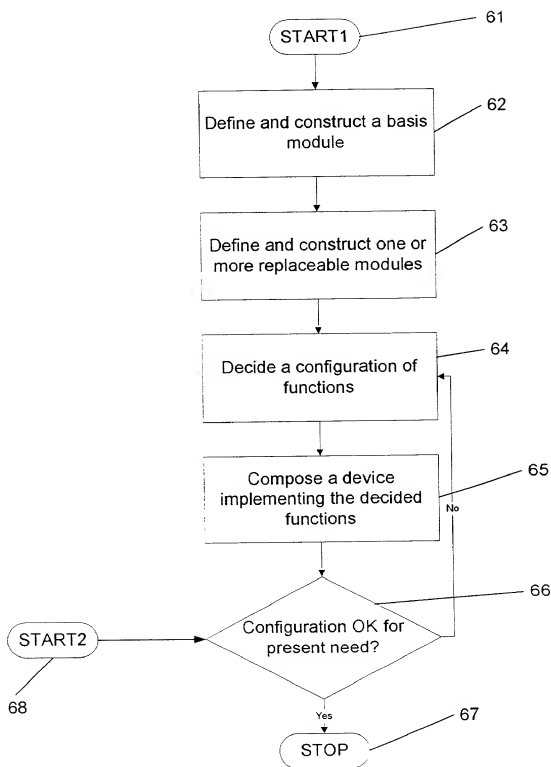 START1
61
Define and construct a basis
module
62
Define and construct one or
more replaceable modules
63
Decide a configuration of
functions
64
Compose a device
implementing the decided
functions
65
No
66
Configuration OK for
present need?
START2
68
Yes
67
STOP